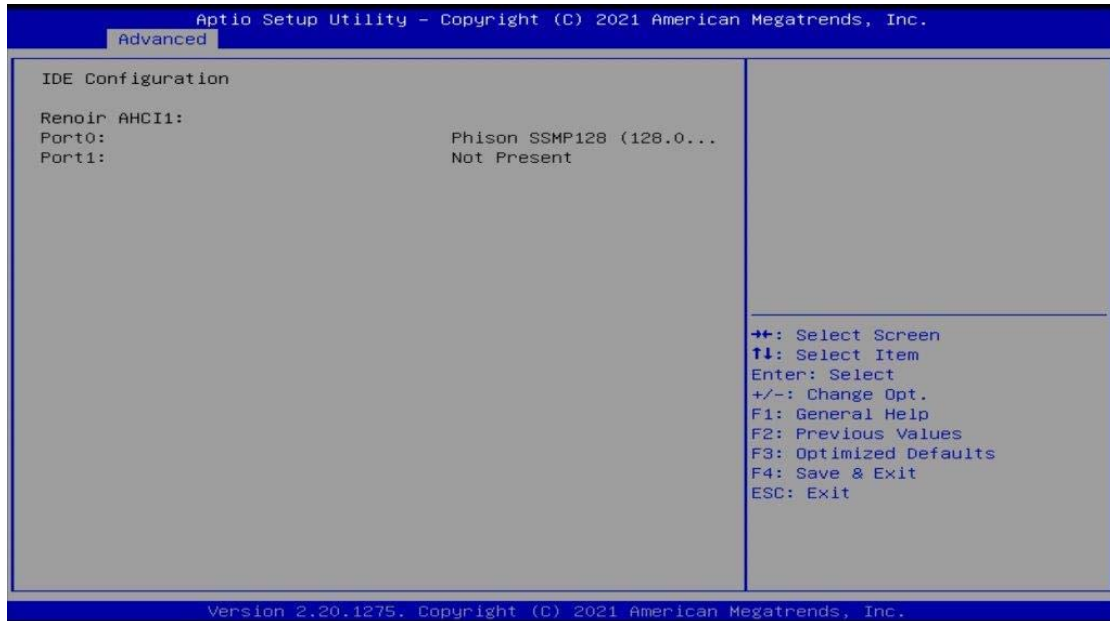 Aptio Setup Utility – Copyright (C) 2021 American Megatrends, Inc.
Advanced
IDE Configuration
Renoir AHCI1:
Port0: Phison SSMP128 (128.0...
Port1: Not Present
→←: Select Screen
↑↓: Select Item
Enter: Select
+/-: Change Opt.
F1: General Help
F2: Previous Values
F3: Optimized Defaults
F4: Save & Exit
ESC: Exit
Version 2.20.1275. Copyright (C) 2021 American Megatrends, Inc.